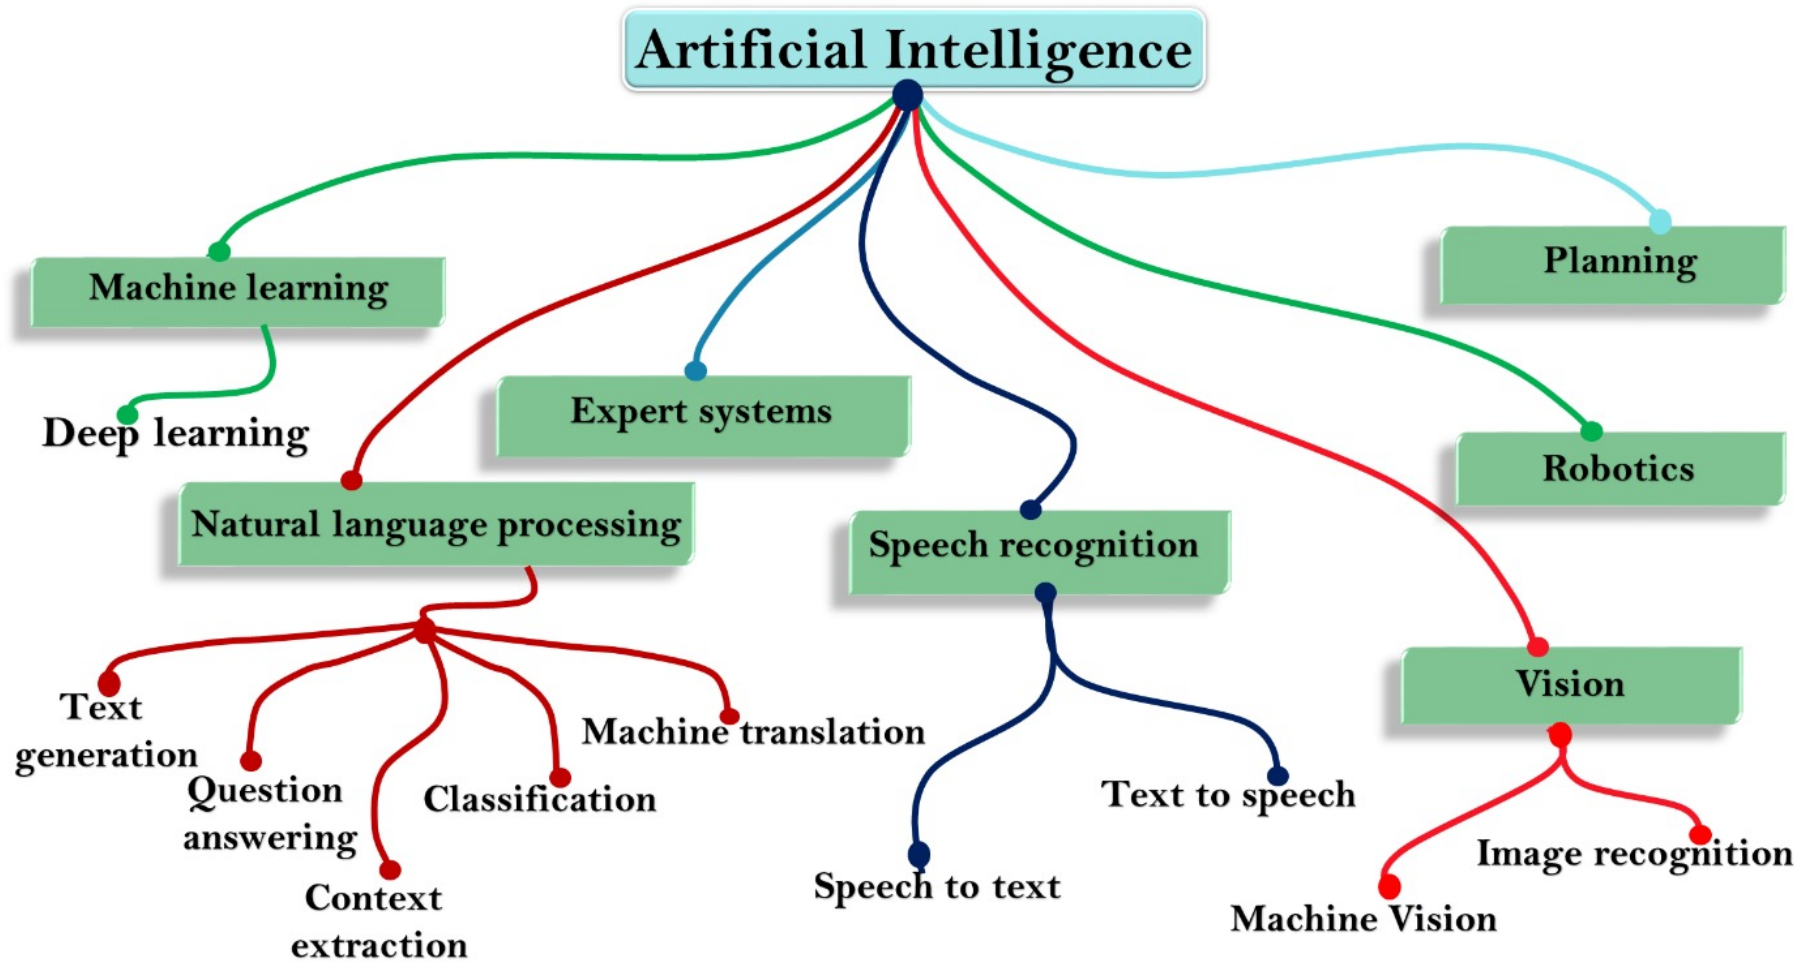 Artificial Intelligence
Planning
Machine learning
Expert systems
Deep learning
Robotics
Natural language processing
Speech recognition
Vision
Text
generation
Machine translation
Question
answering
Classification
Text to speech
Image recognition
Context
extraction
Speech to text
Machine Vision